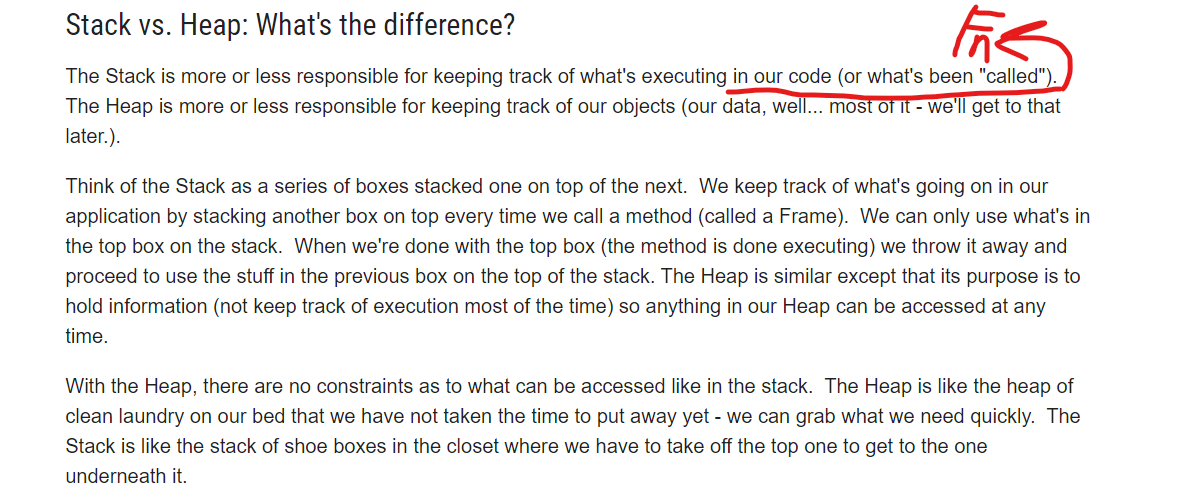 Stack vs. Heap: What's the difference?
Fn
The Stack is more or less responsible for keeping track of what's executing in our code (or what's been "called").
The Heap is more or less responsible for keeping track of our objects (our data, well... most of it - we'll get to that
later.).
Think of the Stack as a series of boxes stacked one on top of the next.  We keep track of what's going on in our
application by stacking another box on top every time we call a method (called a Frame).  We can only use what's in
the top box on the stack.  When we're done with the top box (the method is done executing) we throw it away and
proceed to use the stuff in the previous box on the top of the stack. The Heap is similar except that its purpose is to
hold information (not keep track of execution most of the time) so anything in our Heap can be accessed at any
time.
With the Heap, there are no constraints as to what can be accessed like in the stack.  The Heap is like the heap of
clean laundry on our bed that we have not taken the time to put away yet - we can grab what we need quickly.  The
Stack is like the stack of shoe boxes in the closet where we have to take off the top one to get to the one
underneath it.